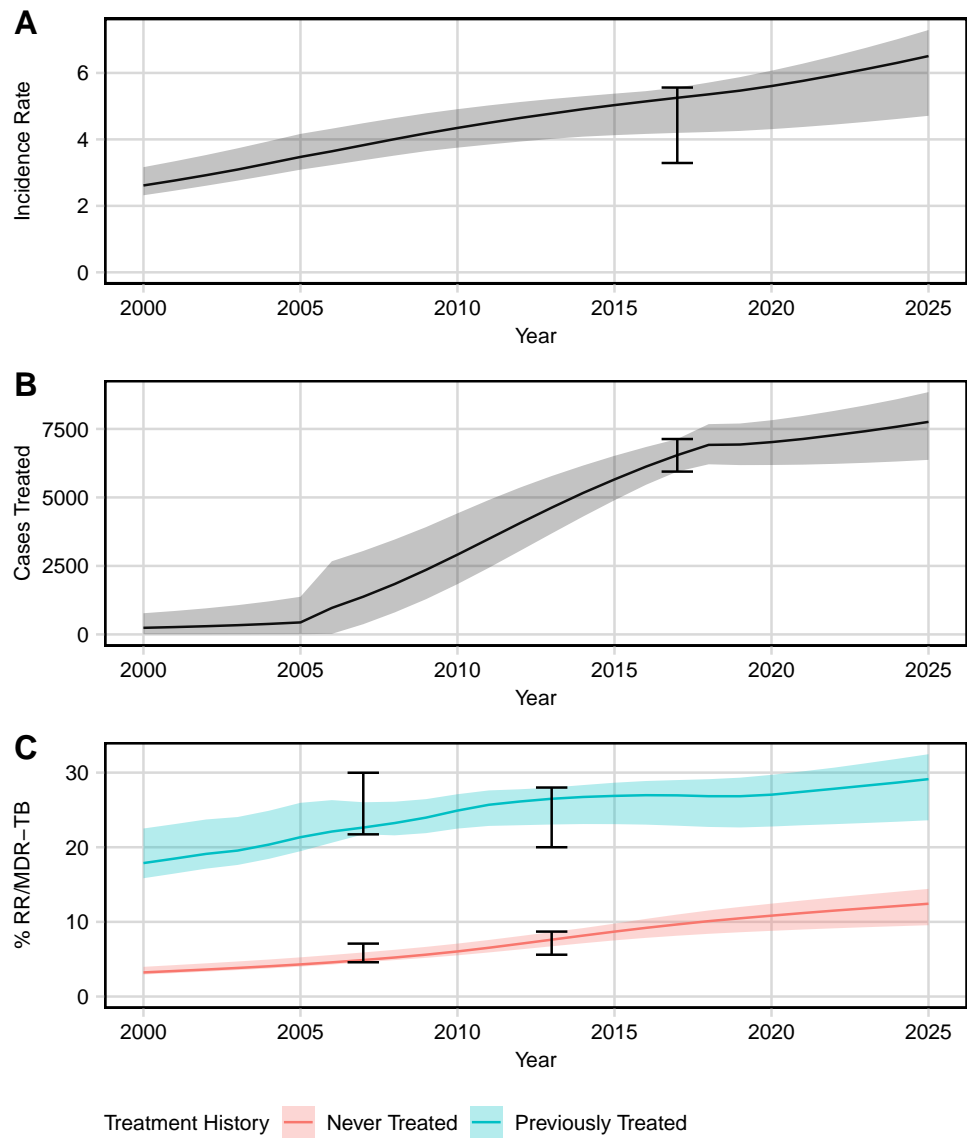 A
Incidence Rate
6
4
2
0
2000 2005 2010 2015 2020 2025
Year
B
Cases Treated
7500
5000
2500
0
2000 2005 2010 2015 2020 2025
Year
C
% RR/MDR−TB
30
20
10
0
2000 2005 2010 2015 2020 2025
Year
Treatment History Never Treated Previously Treated